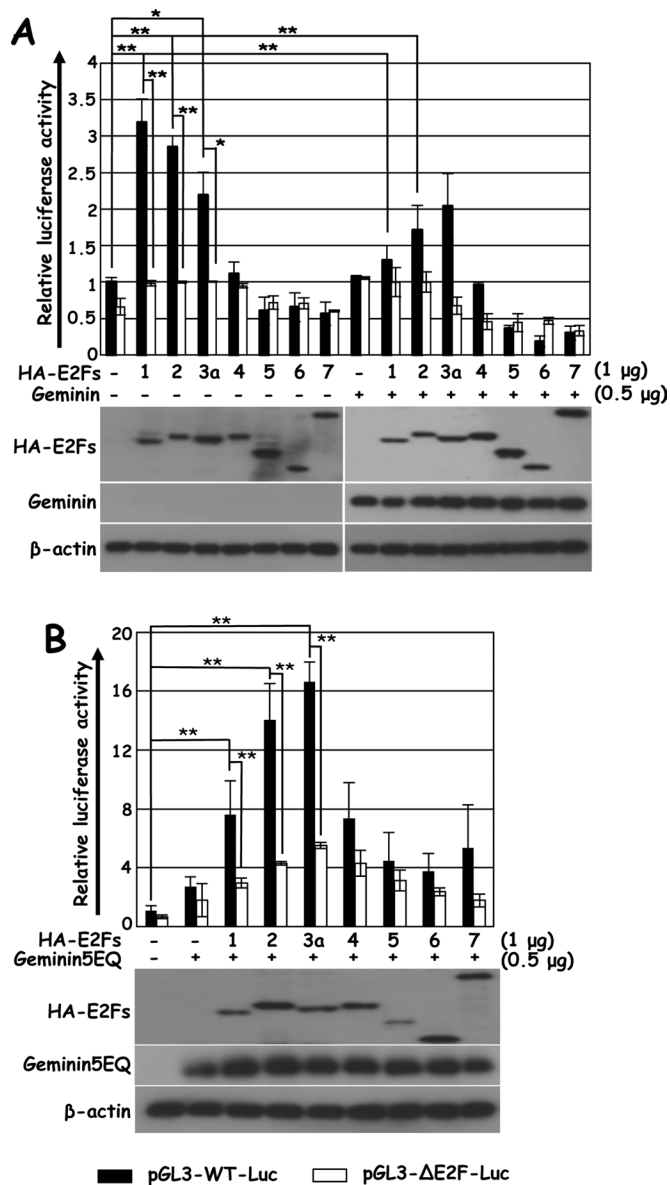 A
* 
** **
** **
** ** *
Relative luciferase activity
4
3.5
3
2.5
2
1.5
1
0.5
0
HA-E2Fs - 1 2 3a 4 5 6 7 - 1 2 3a 4 5 6 7 (1 μg)
Geminin - - - - - - - - + + + + + + + + (0.5 μg)
HA-E2Fs
Geminin
β-actin
B
**
** **
** **
**
Relative luciferase activity
20
16
12
8
4
0
HA-E2Fs - - 1 2 3a 4 5 6 7 (1 μg)
Geminin5EQ - + + + + + + + + (0.5 μg)
HA-E2Fs
Geminin5EQ
β-actin
pGL3-WT-Luc pGL3-ΔE2F-Luc